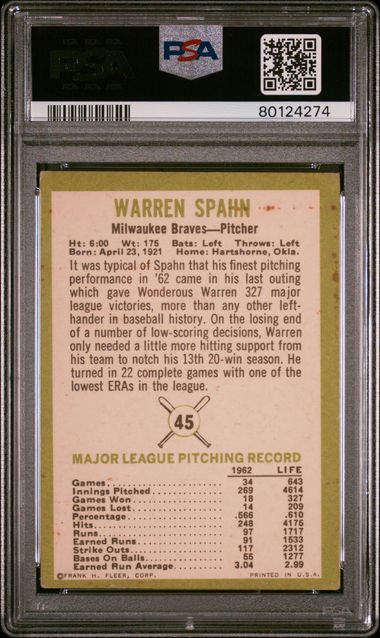 PSA
PSA
80124274
WARREN SPAHN
Milwaukee Braves—Pitcher
Ht: 6:00 Wt: 175 Bats: Left Throws: Left
Born: April 23, 1921 Home: Hartshorne, Okla.
It was typical of Spahn that his finest pitching
performance in '62 came in his last outing
which gave Wonderous Warren 327 major
league victories, more than any other left-
hander in baseball history. On the losing end
of a number of low-scoring decisions, Warren
only needed a little more hitting support from
his team to notch his 13th 20-win season. He
turned in 22 complete games with one of the
lowest ERAs in the league.
45
MAJOR LEAGUE PITCHING RECORD
1962 LIFE
Games 34 643
Innings Pitched 269 4614
Games Won 18 327
Games Lost 14 209
Percentage .566 .610
Hits 248 4175
Runs 97 1717
Earned Runs 91 1533
Strike Outs 117 2312
Bases On Balls 55 1277
Earned Run Average 3.04 2.99
©FRANK H. FLEER, CORP. PRINTED IN U.S.A.